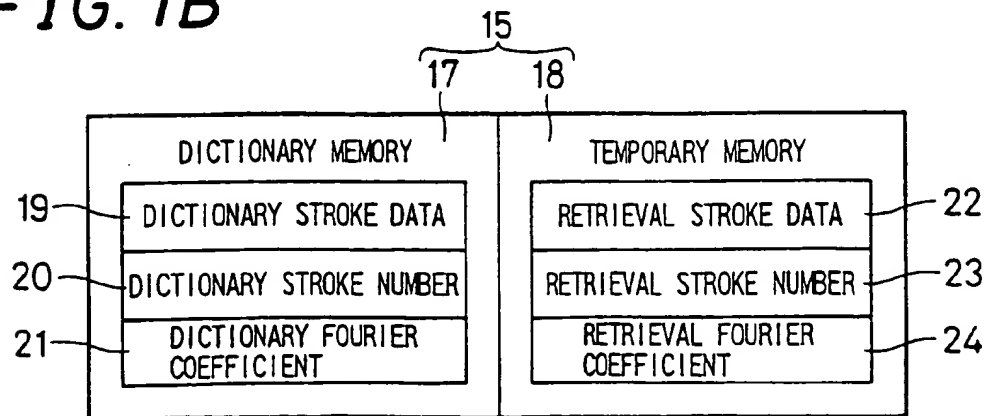 FIG. 1B
15
17 18
DICTIONARY MEMORY TEMPORARY MEMORY
19 DICTIONARY STROKE DATA RETRIEVAL STROKE DATA 22
20 DICTIONARY STROKE NUMBER RETRIEVAL STROKE NUMBER 23
21 DICTIONARY FOURIER COEFFICIENT RETRIEVAL FOURIER COEFFICIENT 24